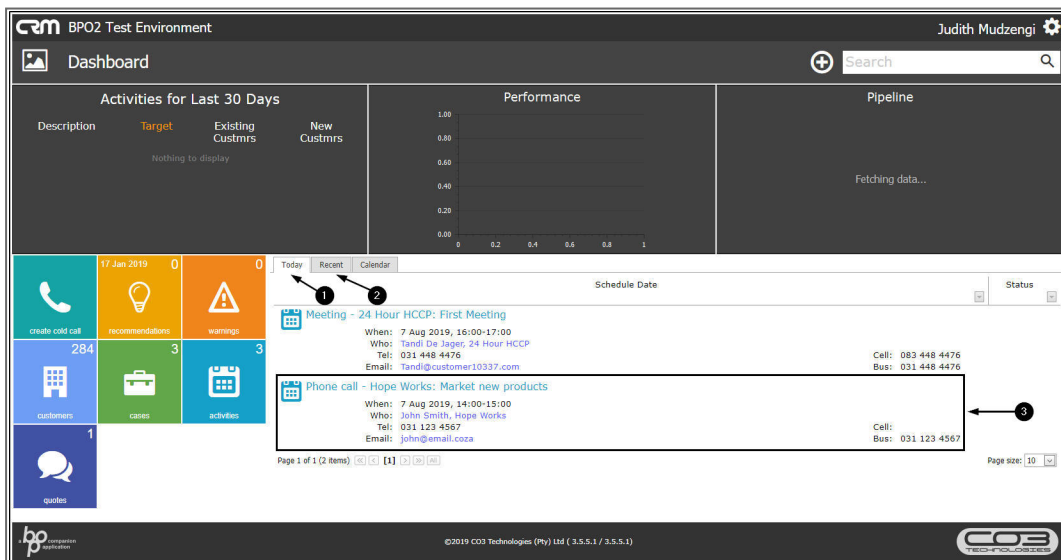 CRM BPO2 Test Environment
Judith Mudzengi
Dashboard
Search
Activities for Last 30 Days
Description Target Existing Custmrs New Custmrs
Nothing to display
Performance
1.00
0.80
0.60
0.40
0.20
0.00
0 0.2 0.4 0.6 0.8 1
Pipeline
Fetching data...
create cold call
17 Jan 2019 0
recommendations
0
warnings
284
customers
3
cases
3
activities
1
quotes
Today Recent Calendar
1 2
Schedule Date Status
Meeting - 24 Hour HCCP: First Meeting
When: 7 Aug 2019, 16:00-17:00
Who: Tandi De Jager, 24 Hour HCCP
Tel: 031 448 4476 Cell: 083 448 4476
Email: Tandi@customer10337.com Bus: 031 448 4476
Phone call - Hope Works: Market new products
When: 7 Aug 2019, 14:00-15:00
Who: John Smith, Hope Works
3
Tel: 031 123 4567 Cell:
Email: john@email.coza Bus: 031 123 4567
Page 1 of 1 (2 items) [1] All Page size: 10
a bpo companion application
©2019 CO3 Technologies (Pty) Ltd ( 3.5.5.1 / 3.5.5.1)
CO3 TECHNOLOGIES